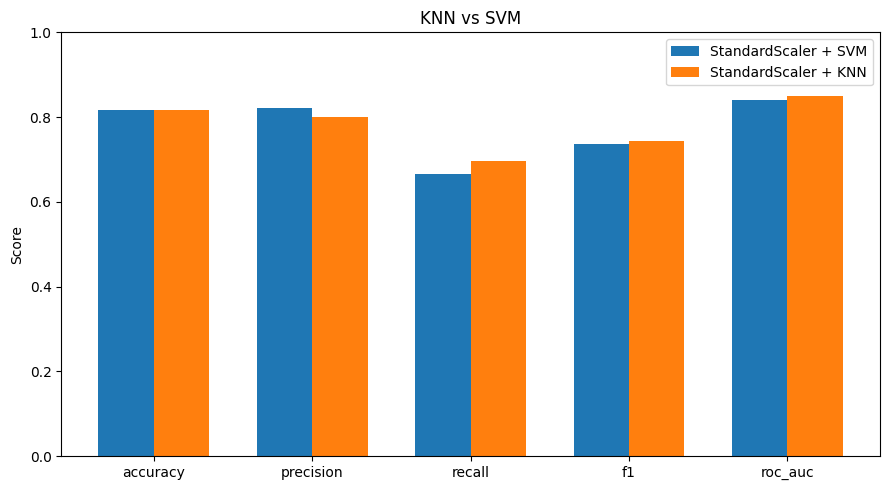 KNN vs SVM
StandardScaler + SVM
StandardScaler + KNN
Score
1.0
0.8
0.6
0.4
0.2
0.0
accuracy
precision
recall
f1
roc_auc